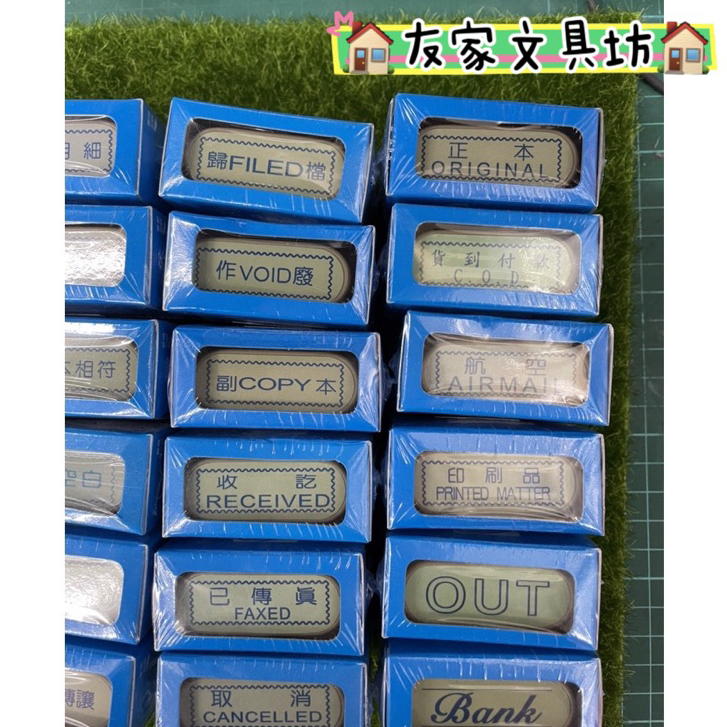 友家文具坊
細
歸FILED檔
正 本
ORIGINAL
作VOID廢
貨到付款
C.O.D.
本相符
副COPY本
航 空
AIRMAIL
空白
收 訖
RECEIVED
印刷品
PRINTED MATTER
已傳真
FAXED
OUT
轉讓
取 消
CANCELLED
Bank